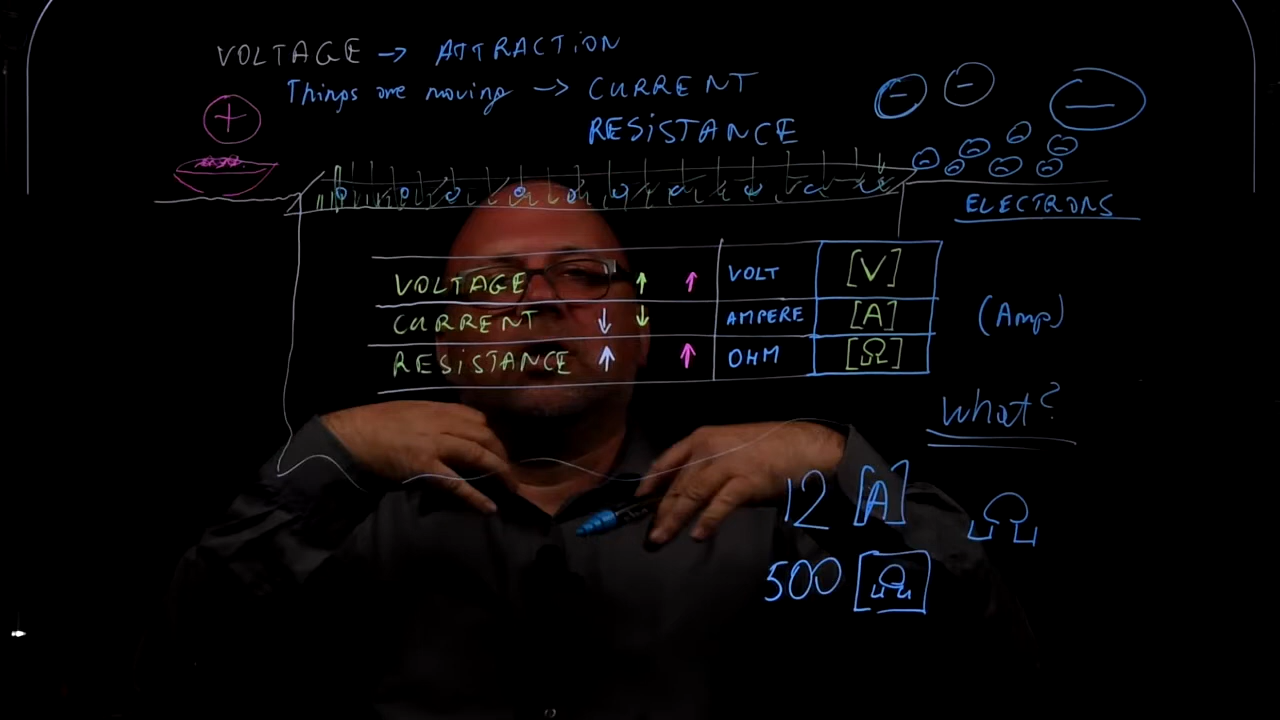 VOLTAGE → ATTRACTION
Things are moving → CURRENT
RESISTANCE
+
- - -
- - - - - - -
ELECTRONS
VOLTAGE ↑ ↑ VOLT [V]
CURRENT ↓ ↓ AMPERE [A]
(Amp)
RESISTANCE ↑ ↑ OHM [Ω]
What?
12 [A]
Ω
500 [Ω]